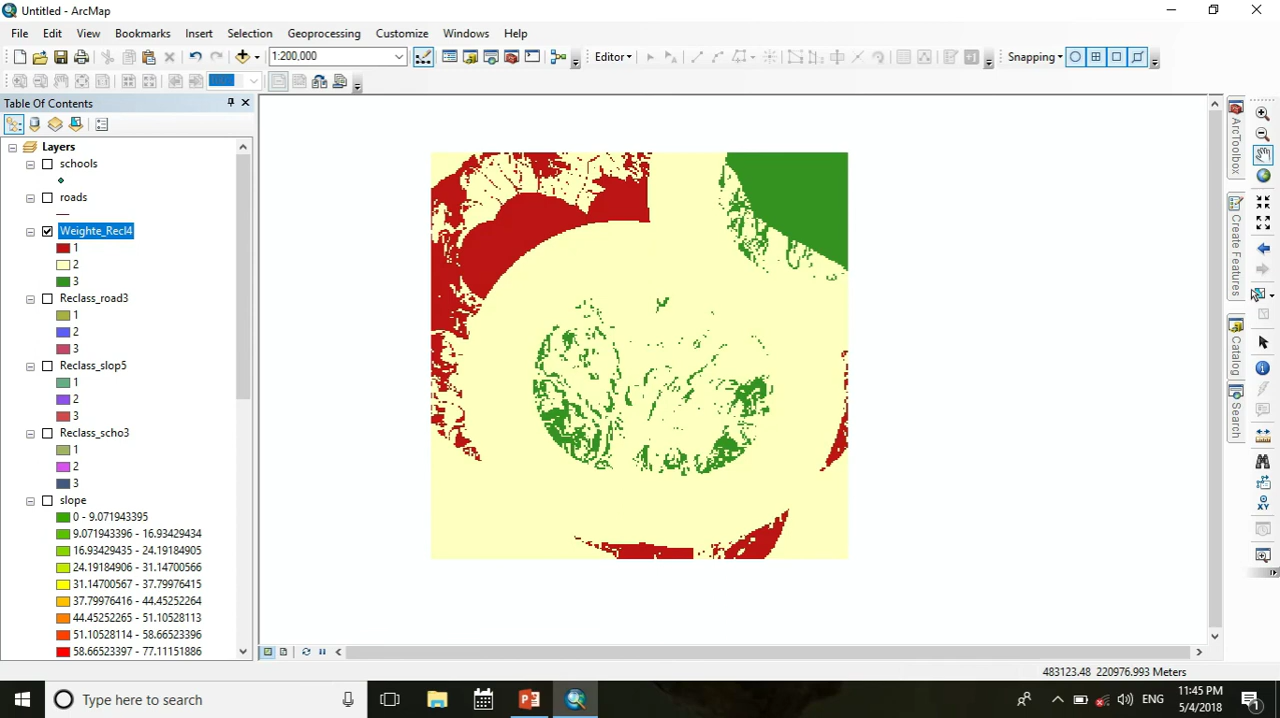 Untitled - ArcMap
File Edit View Bookmarks Insert Selection Geoprocessing Customize Windows Help
1:200,000
Editor
Snapping
Table Of Contents
Layers
schools
roads
Weighte_Recl4
1
2
3
Reclass_road3
1
2
3
Reclass_slop5
1
2
3
Reclass_scho3
1
2
3
slope
0 - 9.071943395
9.071943396 - 16.93429434
16.93429435 - 24.19184905
24.19184906 - 31.14700566
31.14700567 - 37.79976415
37.79976416 - 44.45252264
44.45252265 - 51.10528113
51.10528114 - 58.66523396
58.66523397 - 77.11151886
ArcToolbox
Create Features
Catalog
Search
483123.48 220976.993 Meters
Type here to search
ENG
11:45 PM
5/4/2018
1